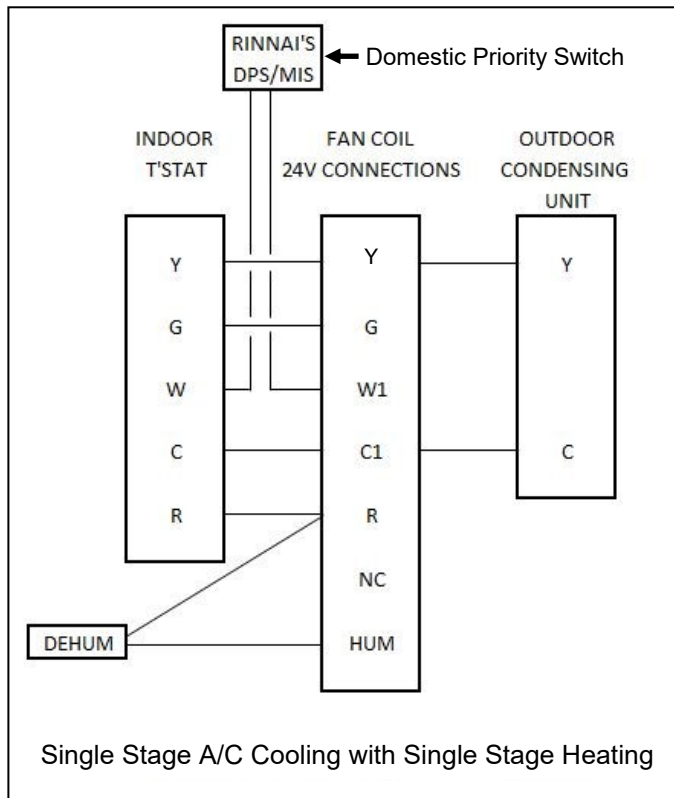 RINNAI'S
DPS/MIS
Domestic Priority Switch
INDOOR
T'STAT
FAN COIL
24V CONNECTIONS
OUTDOOR
CONDENSING
UNIT
Y
Y
Y
G
G
W
W1
C
C1
C
R
R
NC
DEHUM
HUM
Single Stage A/C Cooling with Single Stage Heating